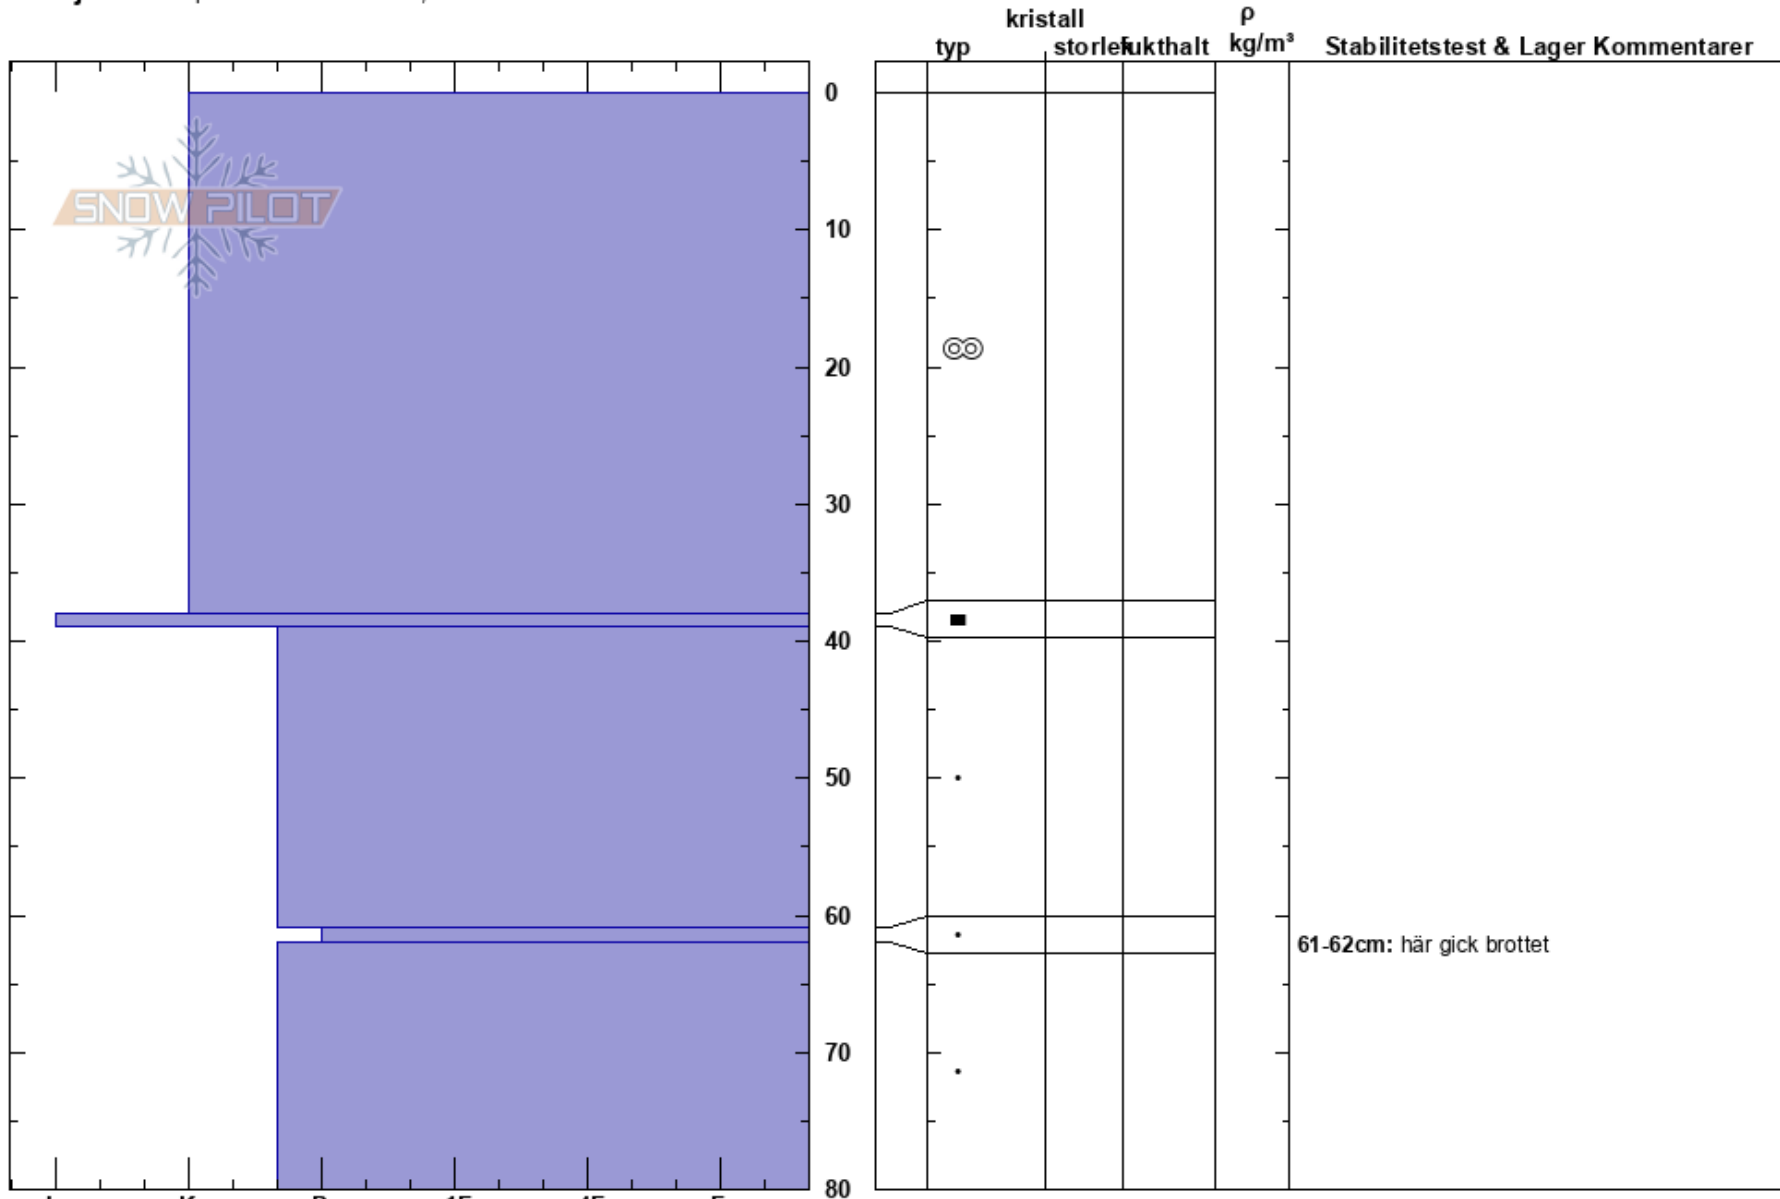 kristall
ρ
typ
storlek
fukthalt
kg/m³
Stabilitetstest & Lager Kommentarer
0
SNOW PILOT
10
20
30
40
50
60
61-62cm: här gick brottet
70
80